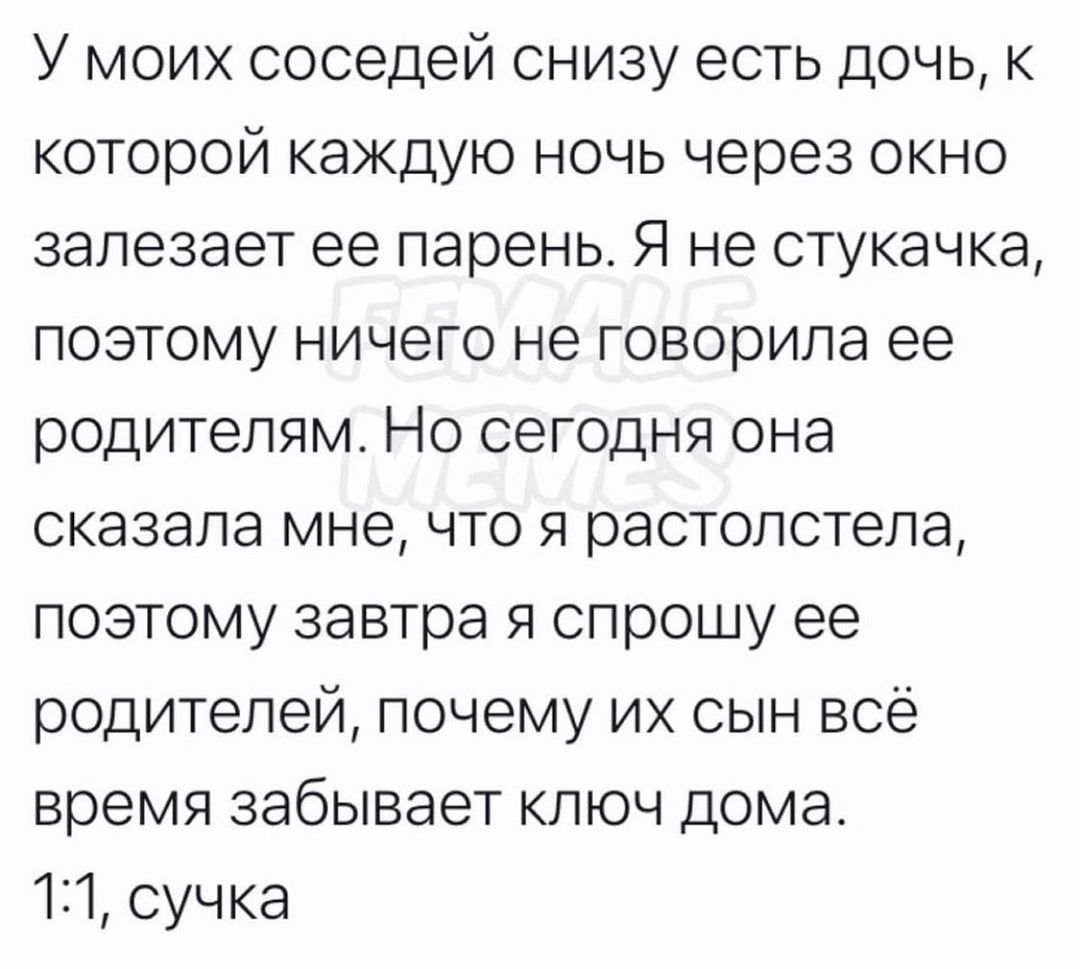 У моих соседей снизу есть дочь, к
которой каждую ночь через окно
залезает ее парень. Я не стукачка,
поэтому ничего не говорила ее
родителям. Но сегодня она
сказала мне, что я растолстела,
поэтому завтра я спрошу ее
родителей, почему их сын всё
время забывает ключ дома.
1:1, сучка
FEMALE
MEMES